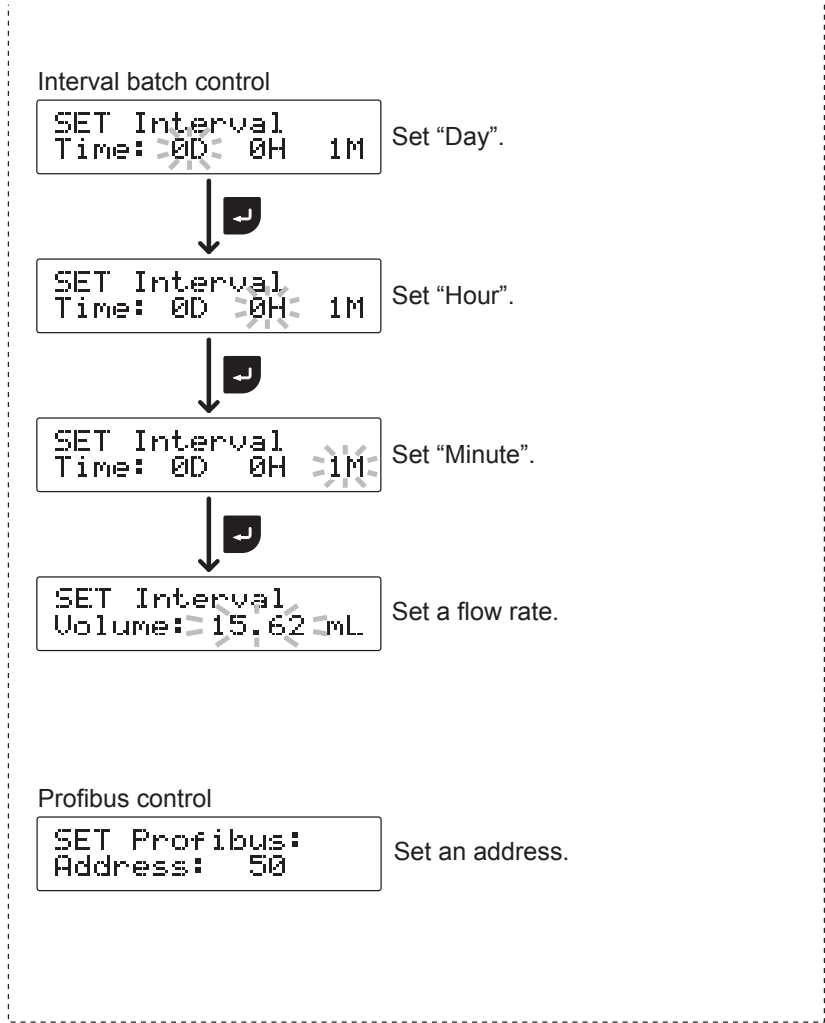 Interval batch control
SET Interval
Time: 0D 0H 1M
Set “Day”.
SET Interval
Time: 0D 0H 1M
Set “Hour”.
SET Interval
Time: 0D 0H 1M
Set “Minute”.
SET Interval
Volume: 15.62 mL
Set a flow rate.
Profibus control
SET Profibus:
Address: 50
Set an address.